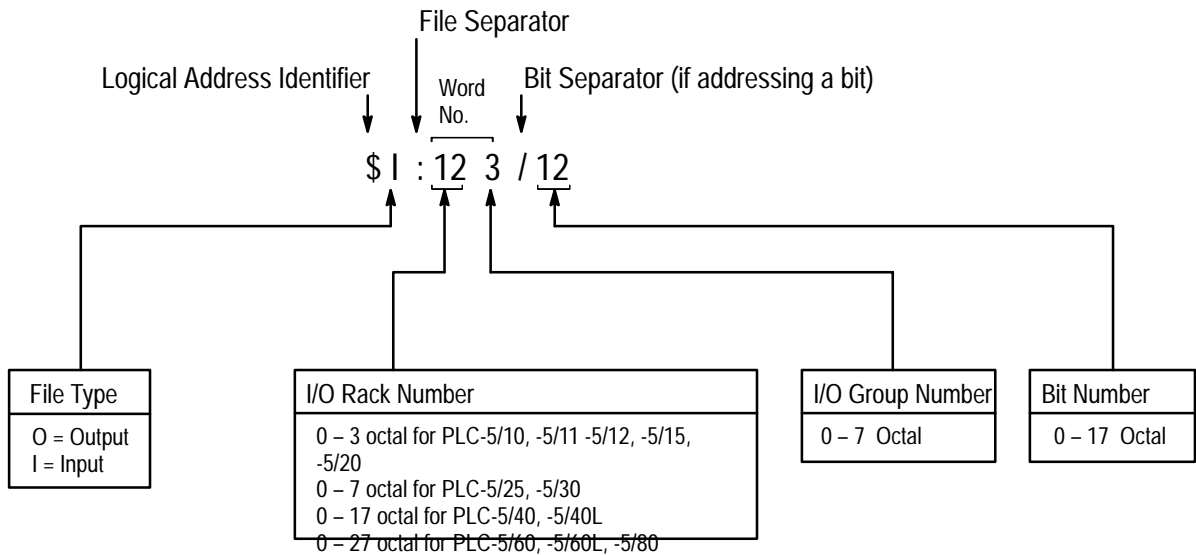 File Separator
Logical Address Identifier
Word
No.
Bit Separator (if addressing a bit)
$ I : 12 3 / 12
File Type
O = Output
I = Input
I/O Rack Number
0 – 3 octal for PLC-5/10, -5/11 -5/12, -5/15,
-5/20
0 – 7 octal for PLC-5/25, -5/30
0 – 17 octal for PLC-5/40, -5/40L
0 – 27 octal for PLC-5/60, -5/60L, -5/80
I/O Group Number
0 – 7 Octal
Bit Number
0 – 17 Octal